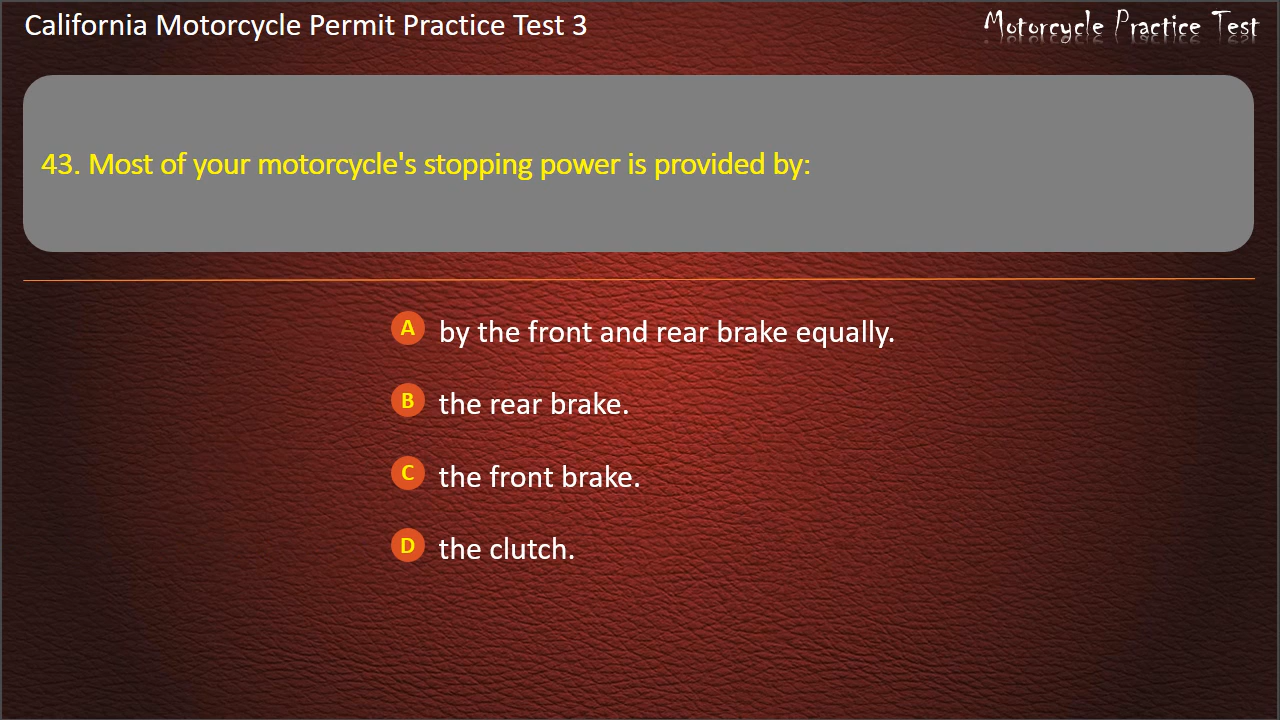 California Motorcycle Permit Practice Test 3
Motorcycle Practice Test
43. Most of your motorcycle's stopping power is provided by:
A by the front and rear brake equally.
B the rear brake.
C the front brake.
D the clutch.